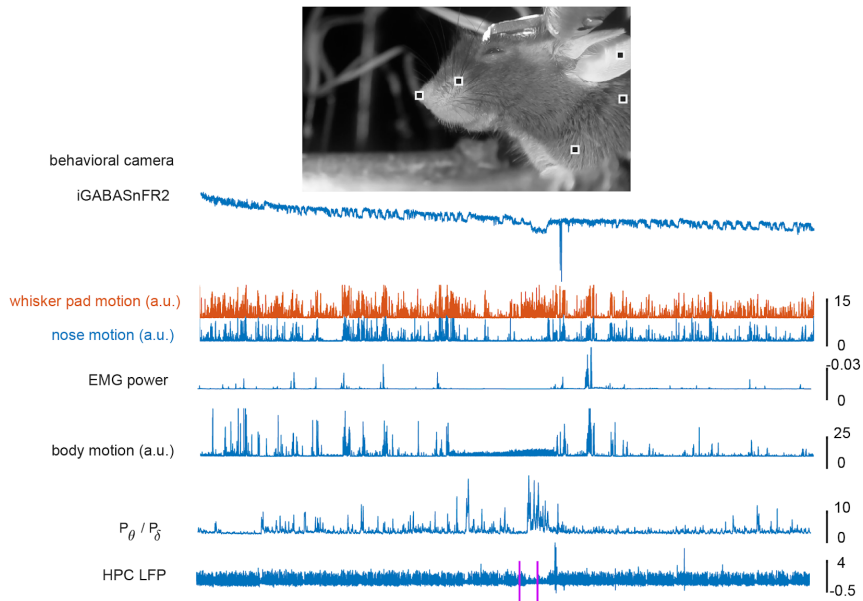 behavioral camera
iGABASnFR2
whisker pad motion (a.u.)
15
nose motion (a.u.)
0
-0.03
EMG power
0
25
body motion (a.u.)
0
10
Pθ / Pδ
0
4
HPC LFP
-0.5